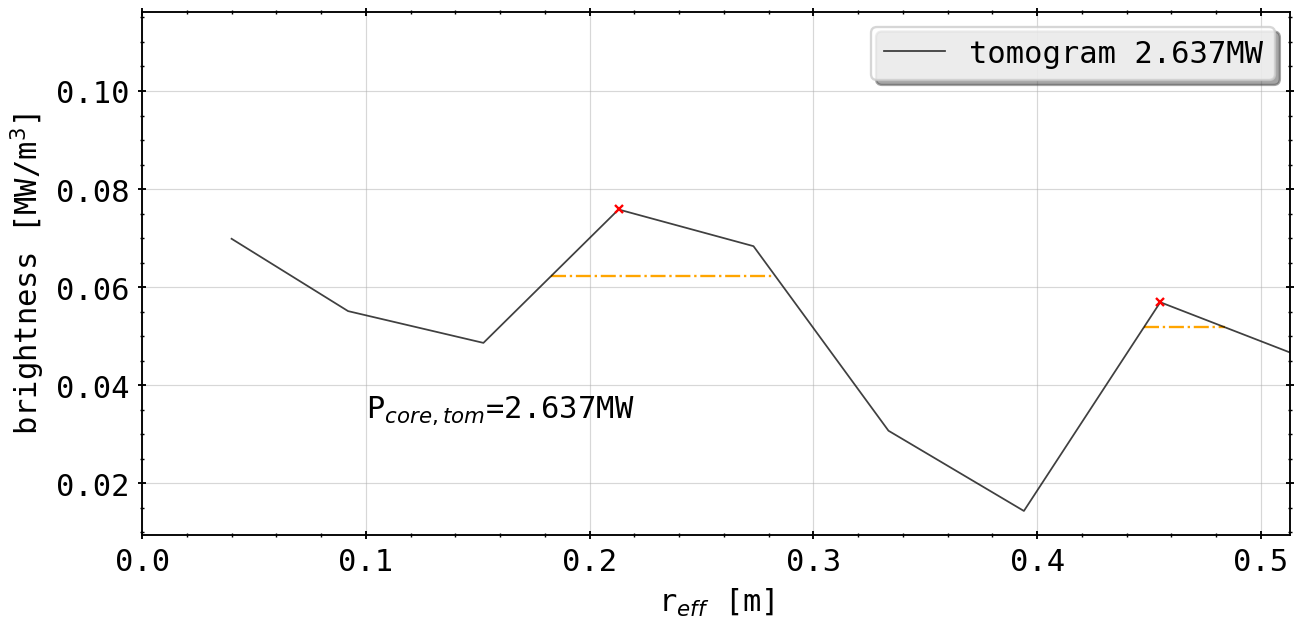 tomogram 2.637MW
brightness [MW/m³]
0.10
0.08
0.06
0.04
0.02
P_core,tom=2.637MW
0.0 0.1 0.2 0.3 0.4 0.5
r_eff [m]